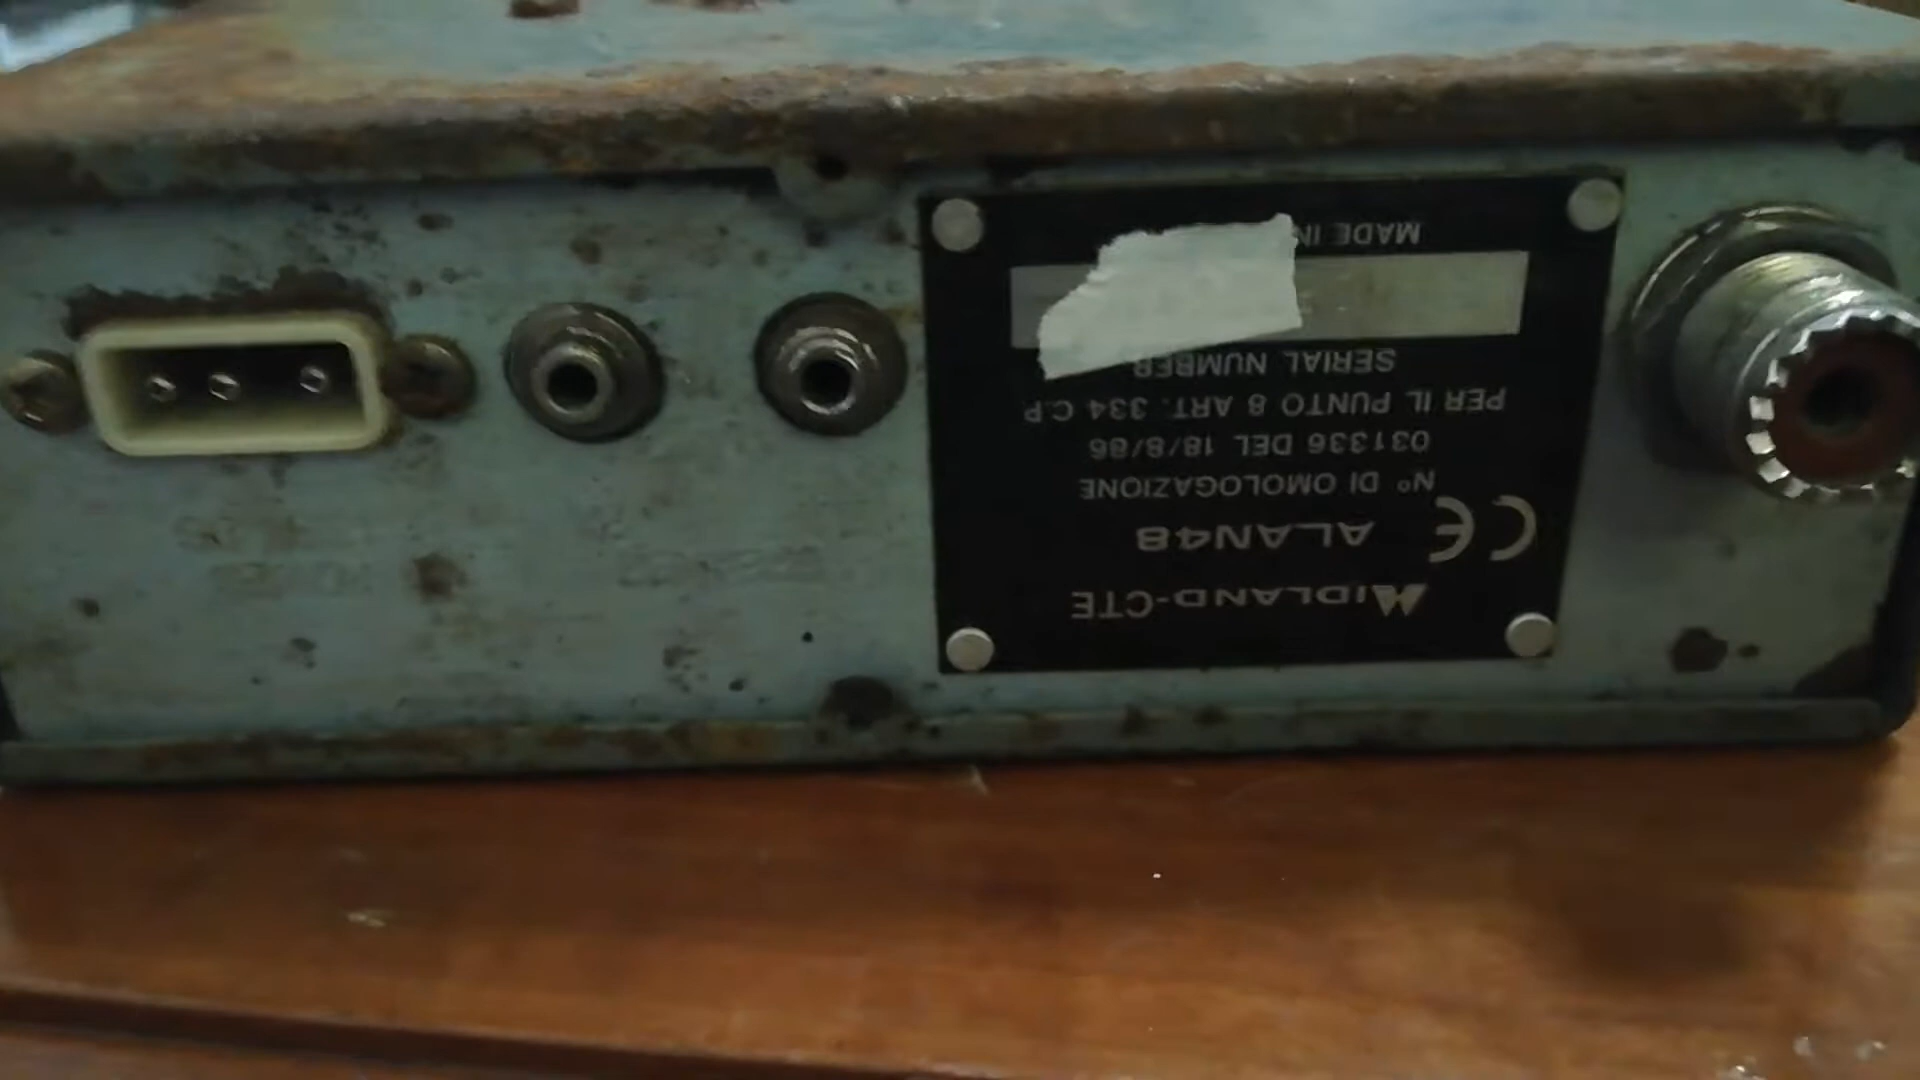 MIDLAND-CTE
ALAN48 CE
N° DI OMOLOGAZIONE
031336 DEL 18/8/86
PER IL PUNTO 8 ART. 334 C.P
SERIAL NUMBER
MADE IN